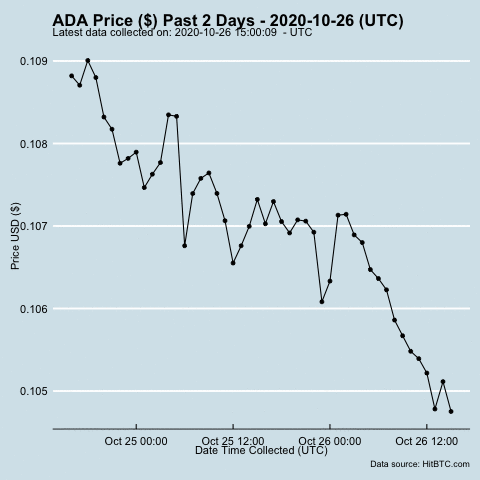 ADA Price ($) Past 2 Days - 2020-10-26 (UTC)
Latest data collected on: 2020-10-26 15:00:09  - UTC
0.109
0.108
0.107
0.106
0.105
Price USD ($)
Oct 25 00:00 Oct 25 12:00 Oct 26 00:00 Oct 26 12:00
Date Time Collected (UTC)
Data source: HitBTC.com